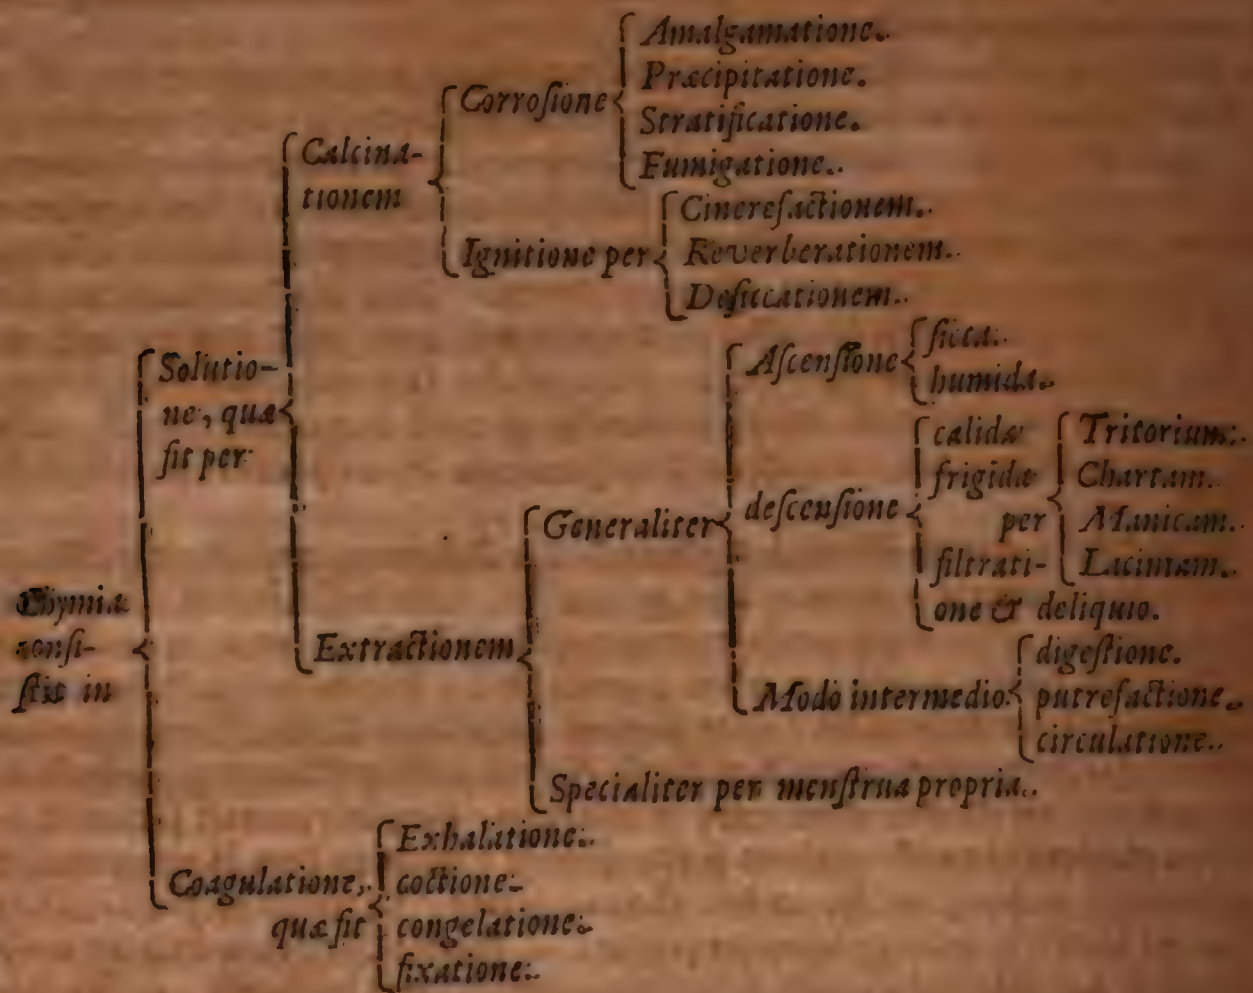 Chymia
consi-
stit in
Solutio-
ne, quæ
fit per
Calcina-
tionem
Corrosione
Amalgamatione.
Præcipitatione.
Stratificatione.
Fumigatione.
Ignitione per
Cinerefactionem.
Reverberationem.
Desiccationem.
Extractionem
Generaliter
Ascensione
sicca.
humida.
descensione
calida
frigida
per
filtrati-
one & deliquio.
Tritorium.
Chartam.
Manicam.
Laciniam.
Modo intermedio
digestione.
putrefactione.
circulatione.
Specialiter per menstrua propria.
Coagulatione,
quæ fit
Exhalatione.
coctione.
congelatione.
fixatione.